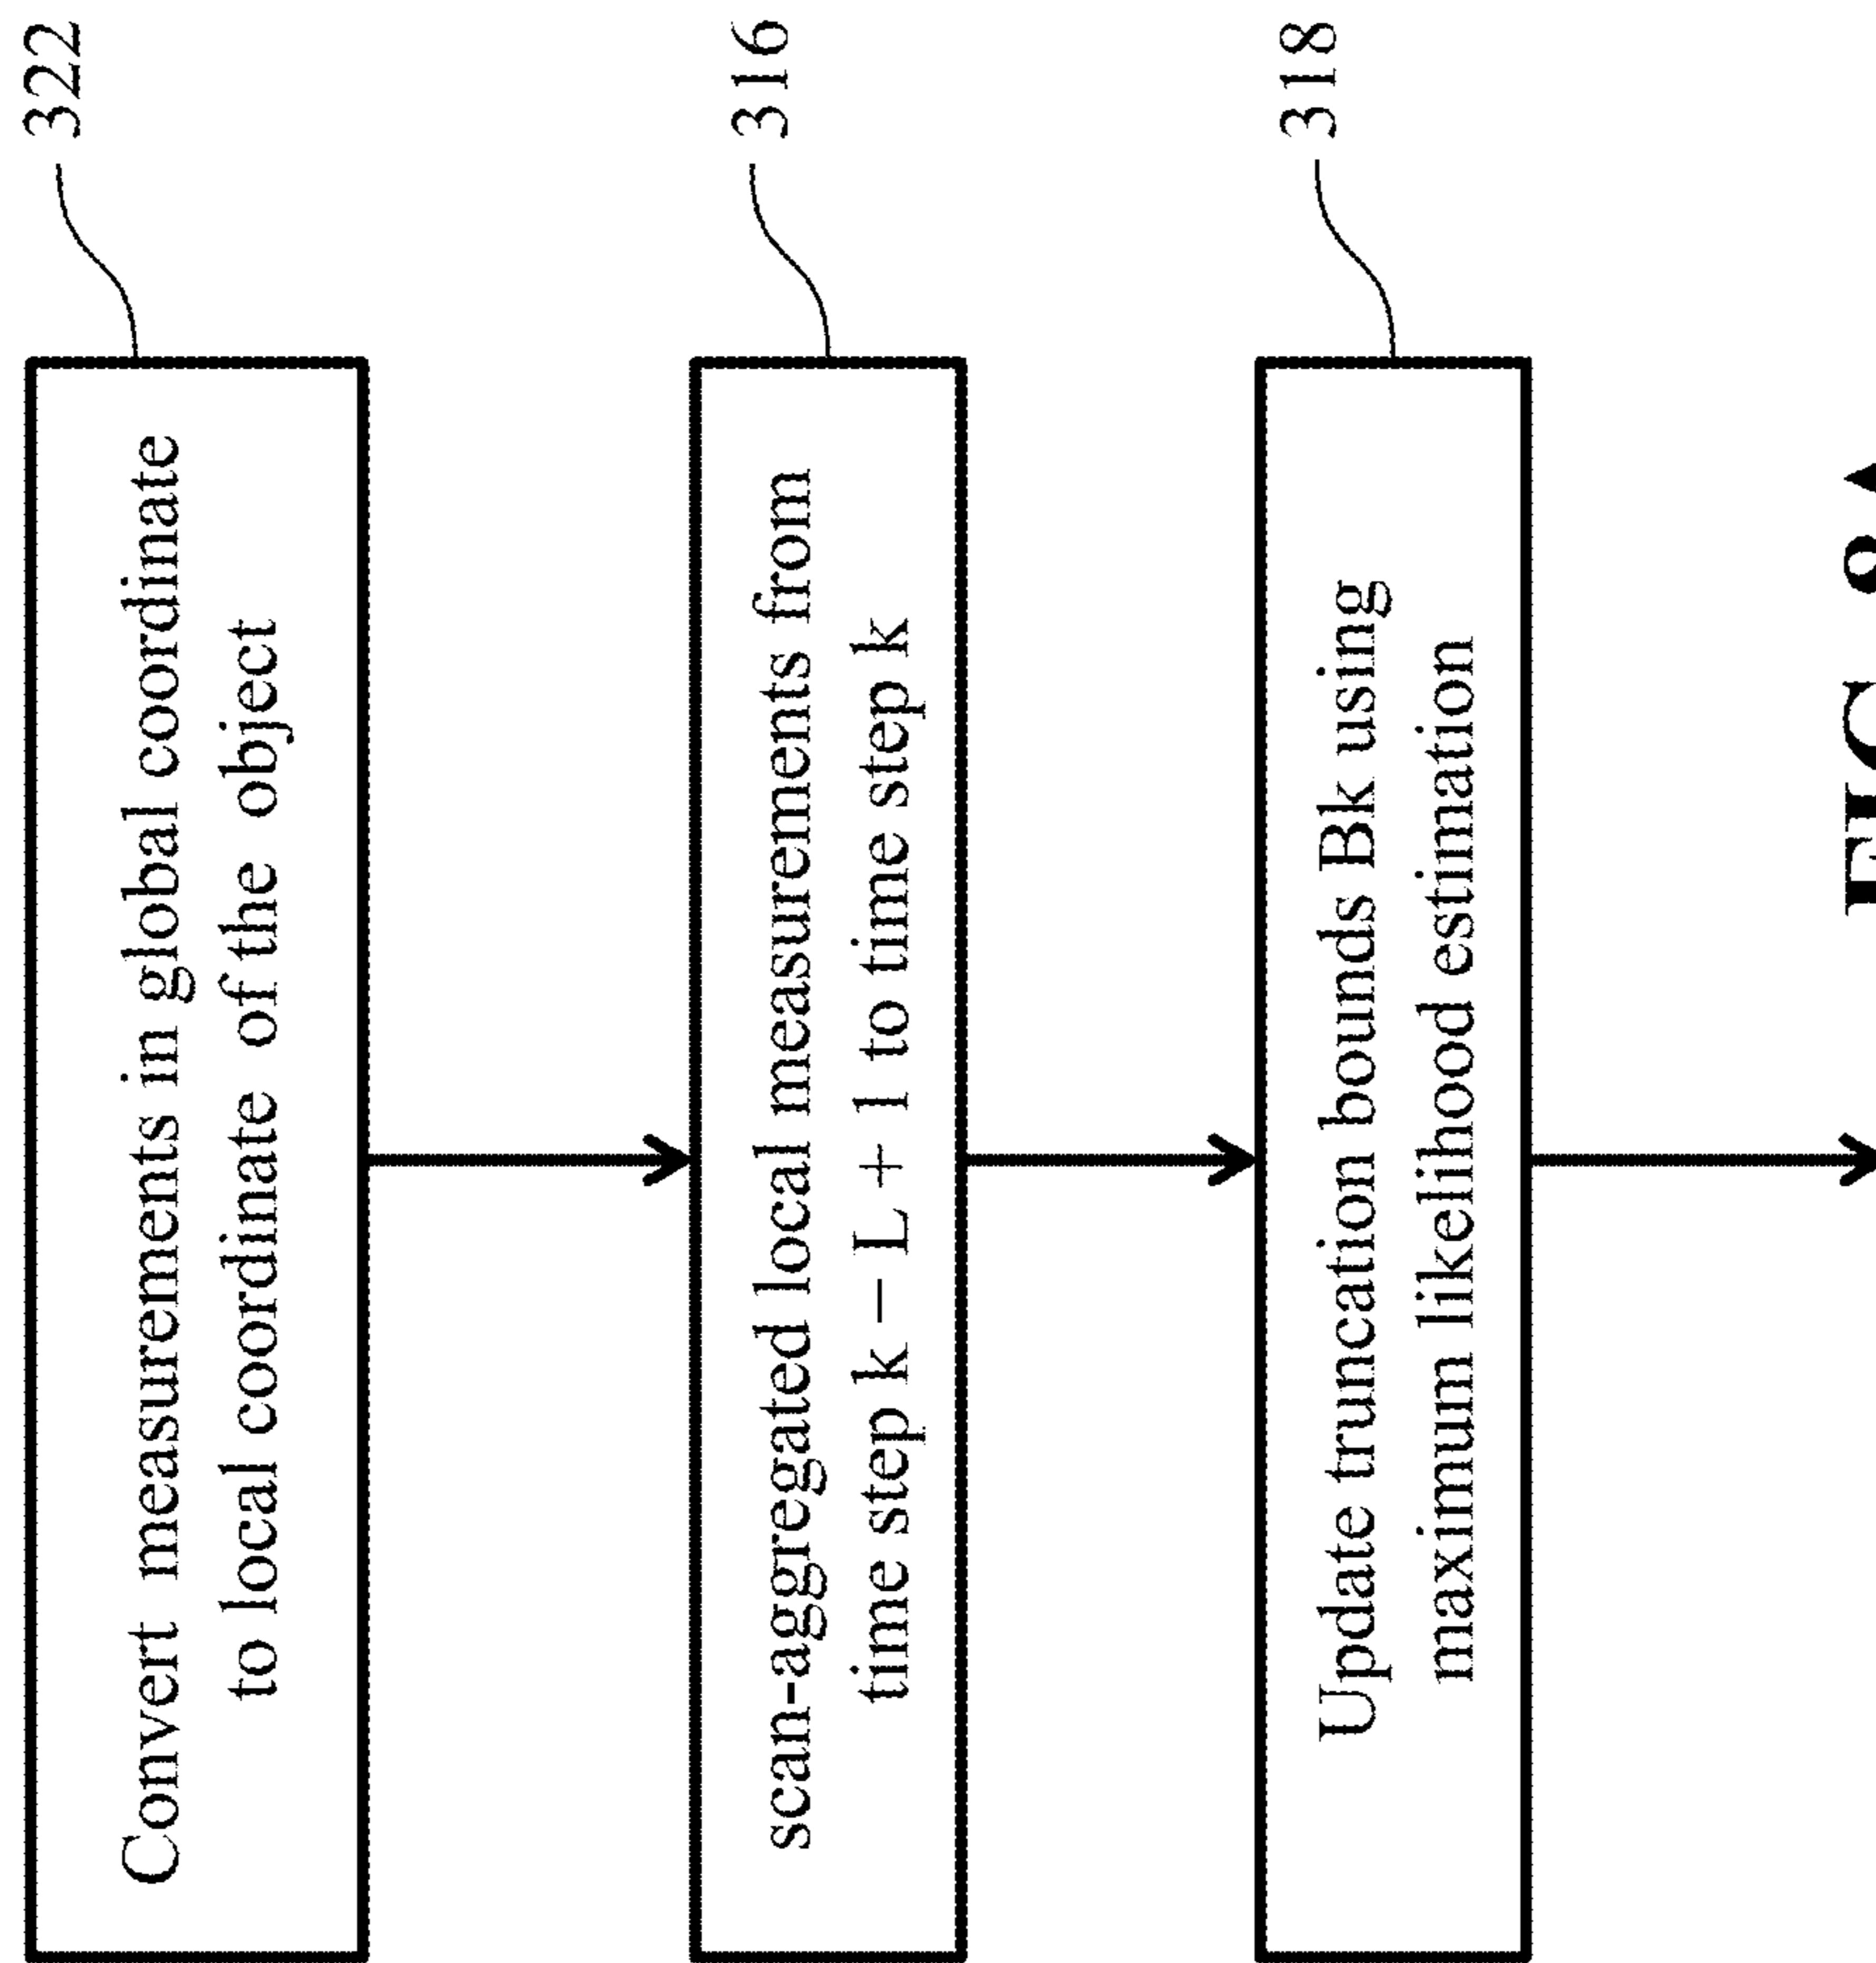 Convert measurements in global coordinate
to local coordinate of the object
322
scan-aggregated local measurements from
time step k – L + 1 to time step k
316
Update truncation bounds Bk using
maximum likelihood estimation
318